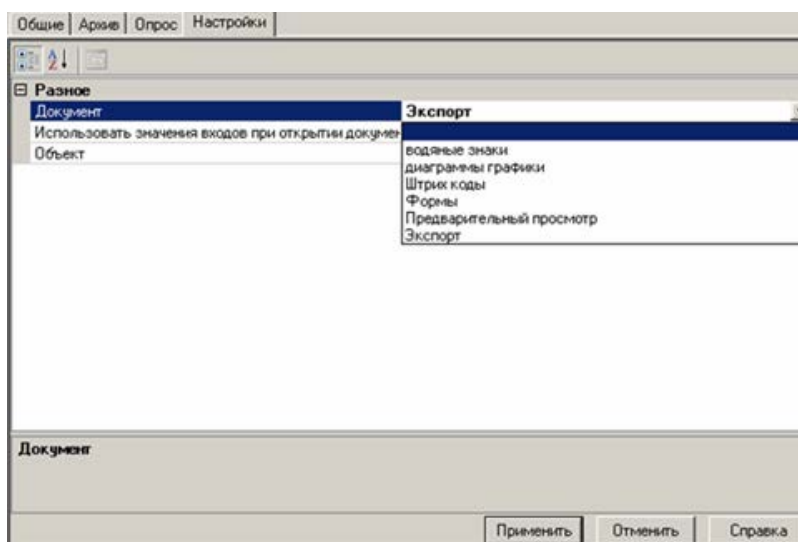 Общие Архив Опрос Настройки
Разное
Документ Экспорт
Использовать значения входов при открытии докумен
Объект
водяные знаки
диаграммы графики
Штрих коды
Формы
Предварительный просмотр
Экспорт
Документ
Применить Отменить Справка